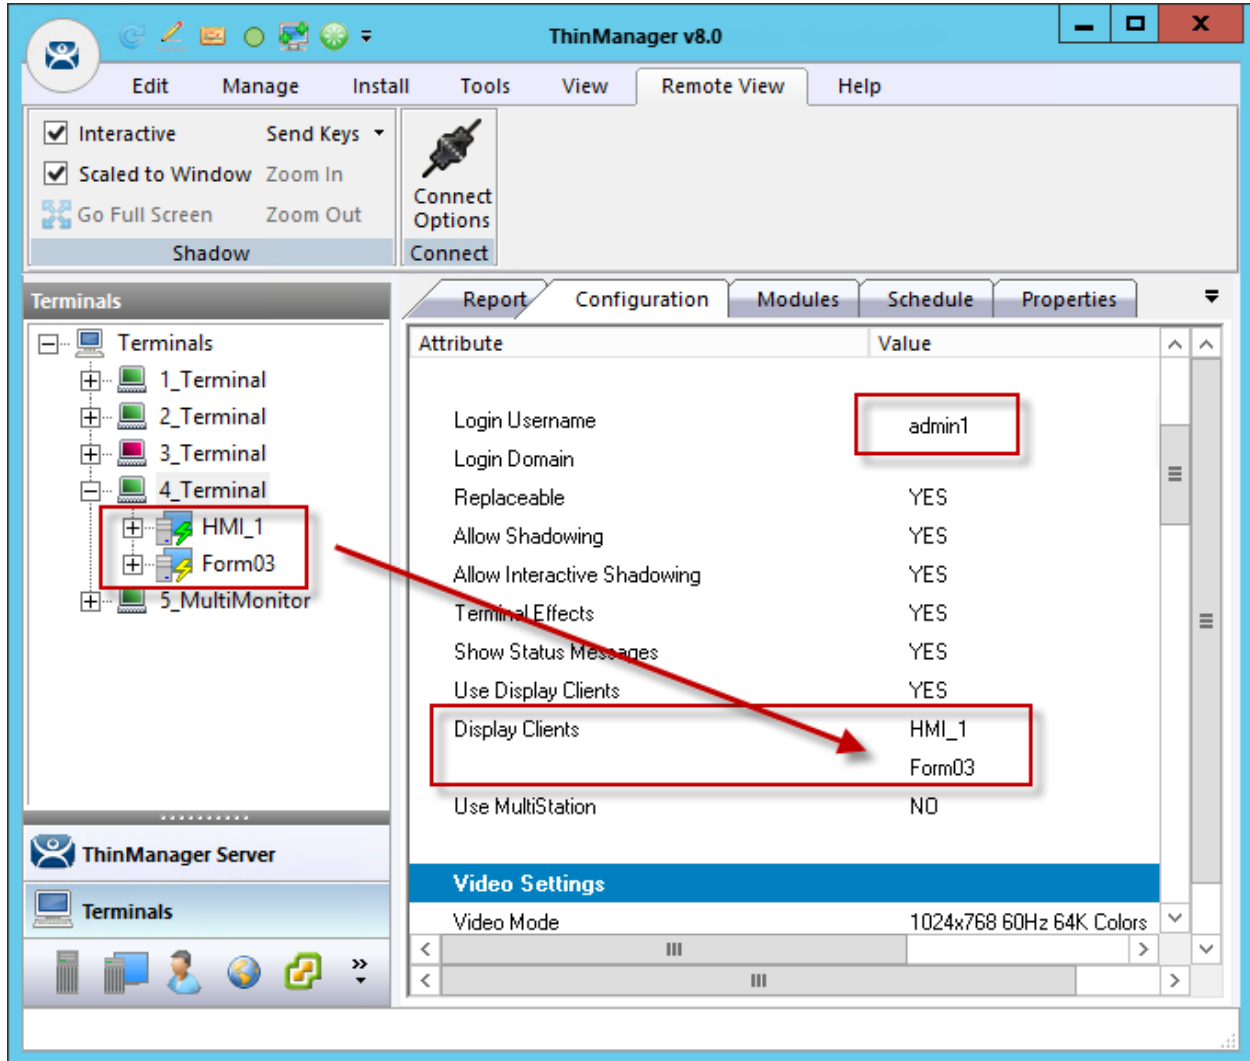 ThinManager v8.0
Edit Manage Install Tools View Remote View Help
Interactive Send Keys
Scaled to Window Zoom In
Go Full Screen Zoom Out
Shadow
Connect
Options
Connect
Terminals
Terminals
1_Terminal
2_Terminal
3_Terminal
4_Terminal
HMI_1
Form03
5_MultiMonitor
ThinManager Server
Terminals
Report Configuration Modules Schedule Properties
Attribute Value
Login Username admin1
Login Domain
Replaceable YES
Allow Shadowing YES
Allow Interactive Shadowing YES
Terminal Effects YES
Show Status Messages YES
Use Display Clients YES
Display Clients HMI_1
Form03
Use MultiStation NO
Video Settings
Video Mode 1024x768 60Hz 64K Colors